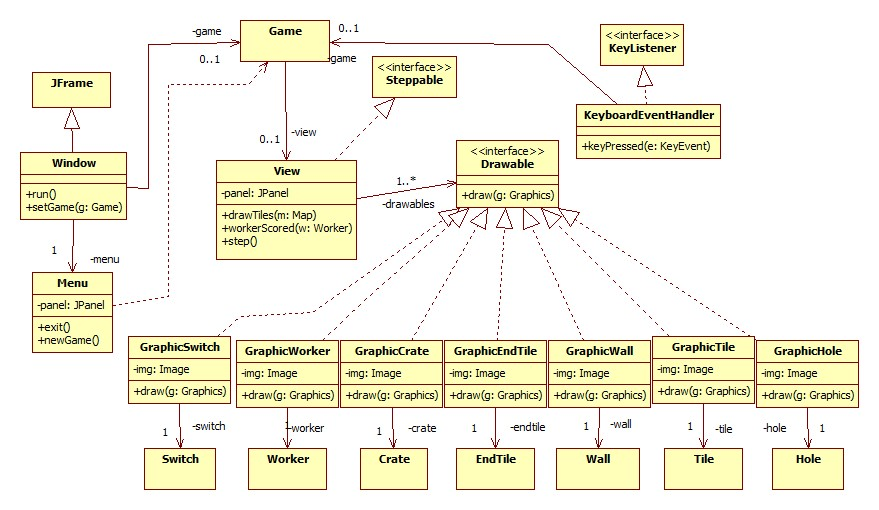 -game
0..1
Game
0..1
-game
<<interface>>
KeyListener
<<interface>>
Steppable
JFrame
KeyboardEventHandler
+keyPressed(e: KeyEvent)
0..1
-view
Window
+run()
+setGame(g: Game)
View
-panel: JPanel
+drawTiles(m: Map)
+workerScored(w: Worker)
+step()
1..*
-drawables
<<interface>>
Drawable
+draw(g: Graphics)
1
-menu
Menu
-panel: JPanel
+exit()
+newGame()
GraphicSwitch
-img: Image
+draw(g: Graphics)
GraphicWorker
-img: Image
+draw(g: Graphics)
GraphicCrate
-img: Image
+draw(g: Graphics)
GraphicEndTile
-img: Image
+draw(g: Graphics)
GraphicWall
-img: Image
+draw(g: Graphics)
GraphicTile
-img: Image
+draw(g: Graphics)
GraphicHole
-img: Image
+draw(g: Graphics)
1
-switch
1
-worker
1
-crate
1
-endtile
1
-wall
1
-tile
-hole
1
Switch
Worker
Crate
EndTile
Wall
Tile
Hole